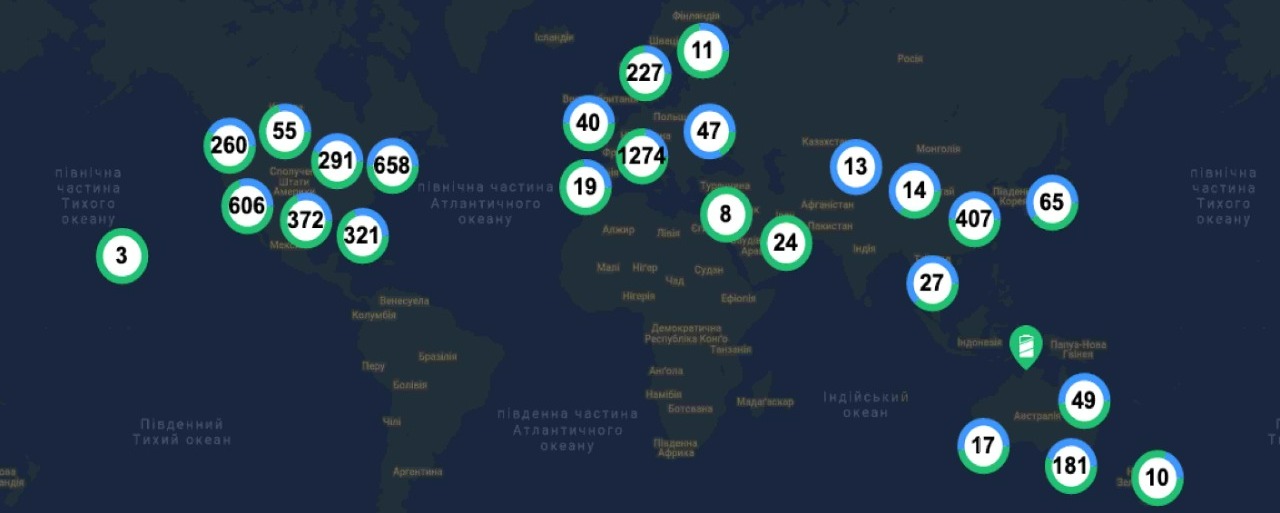 Фінляндія
Ісландія
11
Росія
227
Польща
40
47
55
260
291
658
1274
Казахстан
Монголія
13
північна
частина
Тихого
океану
Сполучені
Штати
Америки
північна частина
Атлантичного
океану
19
Туреччина
14
65
північна
частина
Тихого
океану
606
372
321
8
24
Афганістан
Пакистан
407
3
Алжир
Лівія
Індія
Малі
Нігер
Чад
Судан
27
Нігерія
Ефіопія
Венесуела
Колумбія
Демократична
Республіка Конґо
Танзанія
Індонезія
Папуа-Нова
Гвінея
Бразілія
Перу
Болівія
Ангола
Намібія
Ботсвана
Мадагаскар
Індійський
океан
49
Австралія
Південний
Тихий океан
Чілі
південна частина
Атлантичного
океану
Південна
Африка
17
181
10
Аргентина